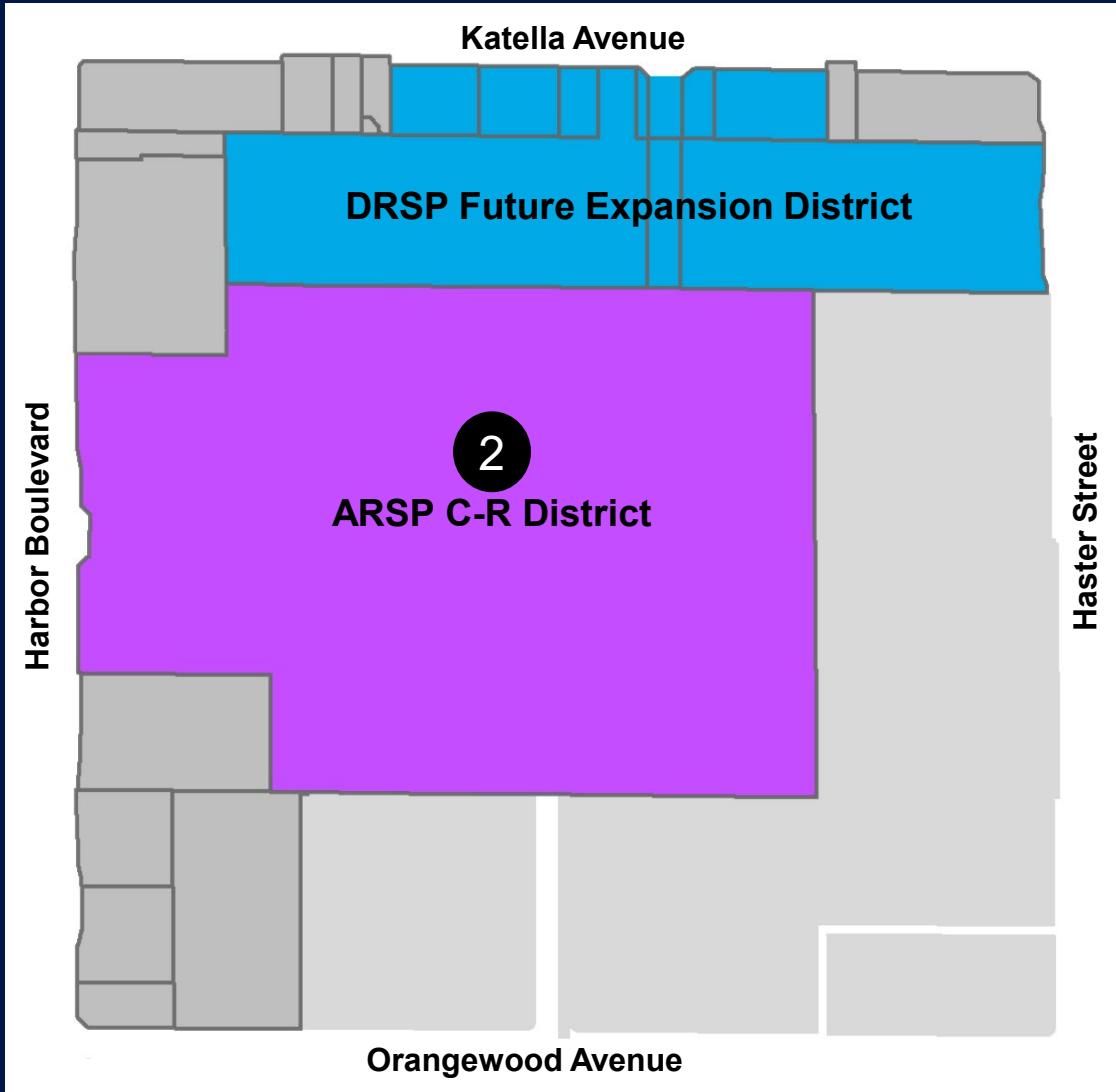 Katella Avenue
DRSP Future Expansion District
Harbor Boulevard
2
ARSP C-R District
Haster Street
Orangewood Avenue